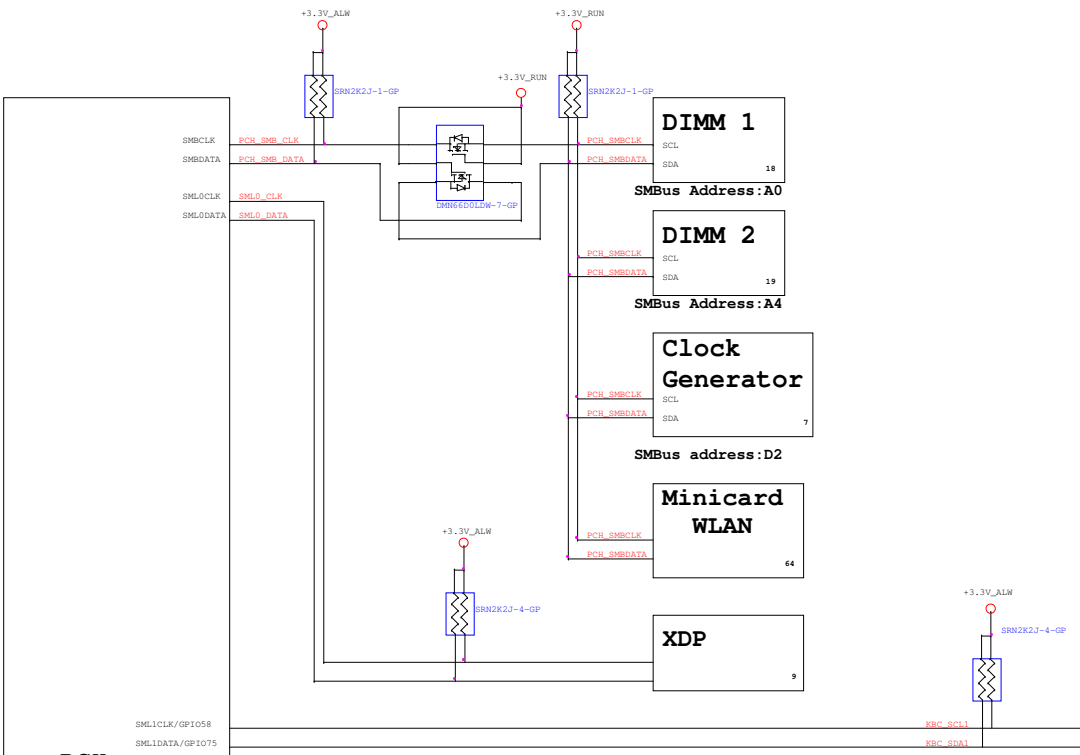 +3.3V_ALW
+3.3V_RUN
+3.3V_RUN
SRN2K2J-1-GP
SRN2K2J-1-GP
DIMM 1
SMBCLK
PCH_SMB_CLK
PCH_SMBCLK
SCL
SMBDATA
PCH_SMB_DATA
PCH_SMBDATA
SDA
18
SMBus Address:A0
SML0CLK
SML0_CLK
DMN66D0LDW-7-GP
SML0DATA
SML0_DATA
DIMM 2
PCH_SMBCLK
SCL
PCH_SMBDATA
SDA
19
SMBus Address:A4
Clock
Generator
PCH_SMBCLK
SCL
PCH_SMBDATA
SDA
7
SMBus address:D2
Minicard
WLAN
PCH_SMBCLK
PCH_SMBDATA
64
+3.3V_ALW
SRN2K2J-4-GP
XDP
9
+3.3V_ALW
SRN2K2J-4-GP
SML1CLK/GPIO58
KBC_SCL1
SML1DATA/GPIO75
KBC_SDA1